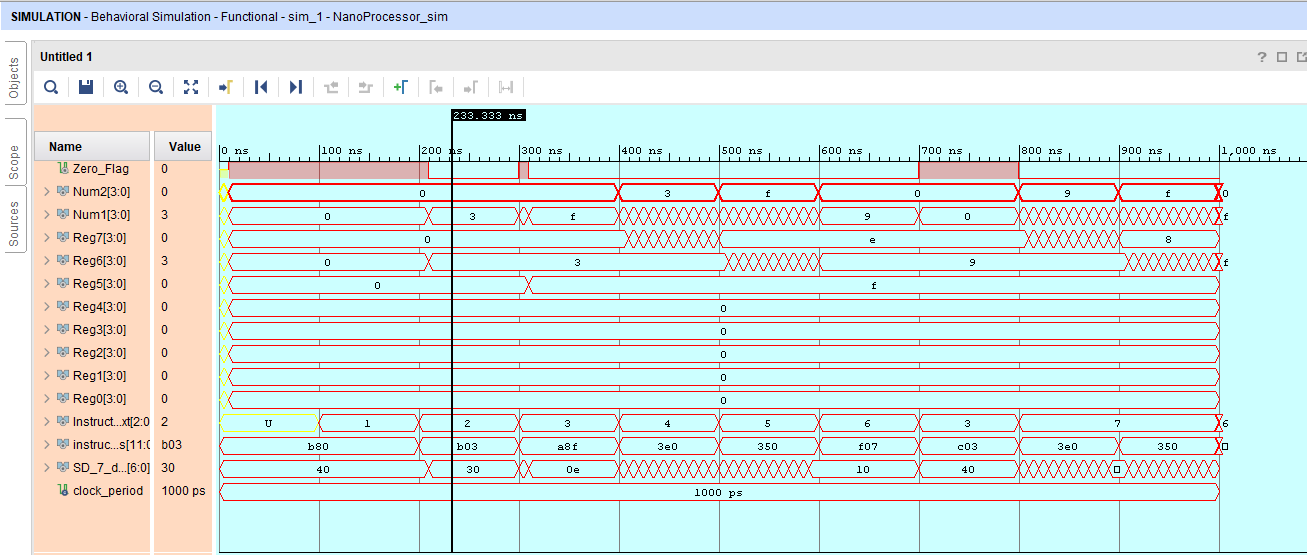 SIMULATION - Behavioral Simulation - Functional - sim_1 - NanoProcessor_sim
Objects
Scope
Sources
Untitled 1
?
233.333 ns
Name Value
0 ns 100 ns 200 ns 300 ns 400 ns 500 ns 600 ns 700 ns 800 ns 900 ns 1,000 ns
Zero_Flag 0
Num2[3:0] 0 0 3 f 0 9 f 0
Num1[3:0] 3 0 3 f 9 0 f
Reg7[3:0] 0 0 e 8
Reg6[3:0] 3 0 3 9 f
Reg5[3:0] 0 0 f
Reg4[3:0] 0 0
Reg3[3:0] 0 0
Reg2[3:0] 0 0
Reg1[3:0] 0 0
Reg0[3:0] 0 0
Instruct...xt[2:0 2 U 1 2 3 4 5 6 3 7 6
instruc...s[11:0 b03 b80 b03 a8f 3e0 350 f07 c03 3e0 350
SD_7_d...[6:0] 30 40 30 0e 10 40
clock_period 1000 ps 1000 ps